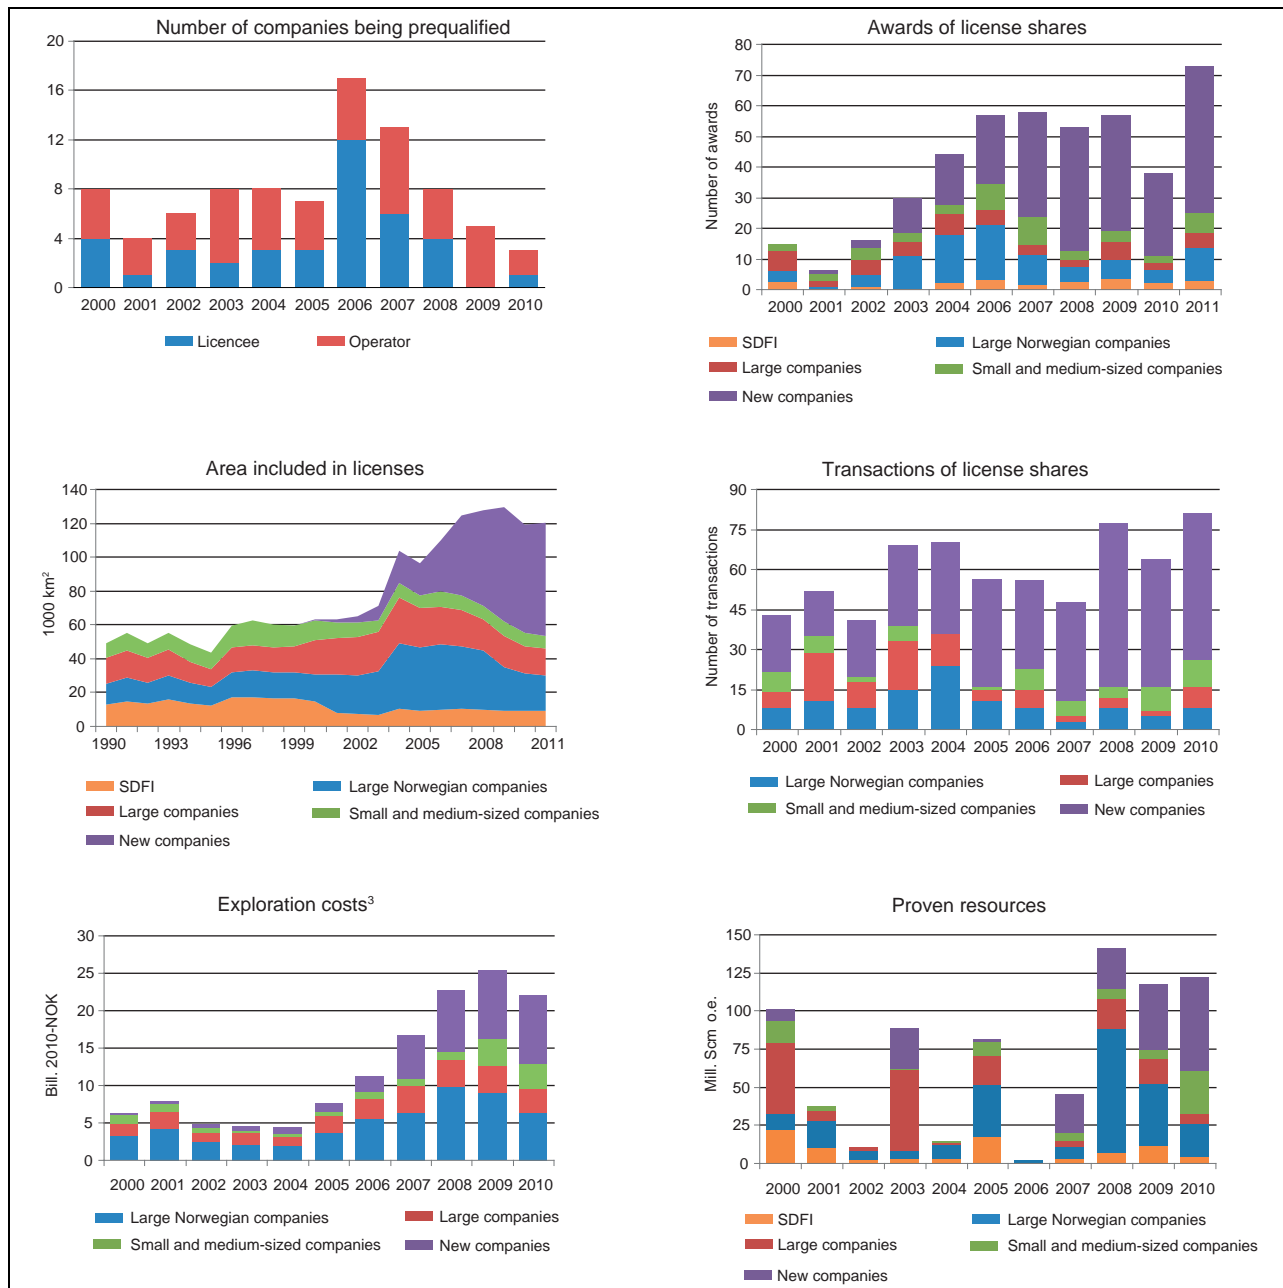 Number of companies being prequalified
20
16
12
8
4
0
2000 2001 2002 2003 2004 2005 2006 2007 2008 2009 2010
Licencee Operator
Awards of license shares
Number of awards
80
70
60
50
40
30
20
10
0
2000 2001 2002 2003 2004 2005 2006 2007 2008 2009 2010 2011
SDFI Large Norwegian companies
Large companies Small and medium-sized companies
New companies
Area included in licenses
1000 km²
140
120
100
80
60
40
20
0
1990 1993 1996 1999 2002 2005 2008 2011
SDFI Large Norwegian companies
Large companies Small and medium-sized companies
New companies
Transactions of license shares
Number of transactions
90
75
60
45
30
15
0
2000 2001 2002 2003 2004 2005 2006 2007 2008 2009 2010
Large Norwegian companies Large companies
Small and medium-sized companies New companies
Exploration costs³
Bill. 2010-NOK
30
25
20
15
10
5
0
2000 2001 2002 2003 2004 2005 2006 2007 2008 2009 2010
Large Norwegian companies Large companies
Small and medium-sized companies New companies
Proven resources
Mill. Scm o.e.
150
125
100
75
50
25
0
2000 2001 2002 2003 2004 2005 2006 2007 2008 2009 2010
SDFI Large Norwegian companies
Large companies Small and medium-sized companies
New companies